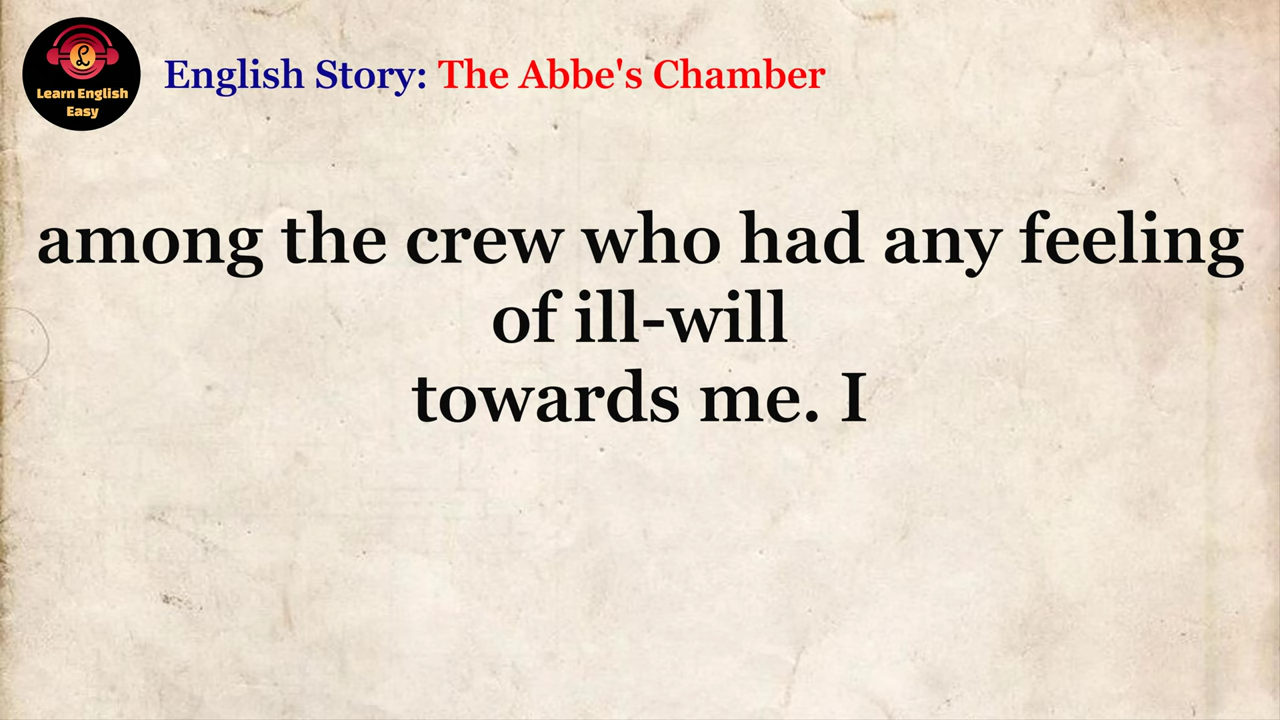 Learn English
Easy
English Story: The Abbe's Chamber
among the crew who had any feeling
of ill-will
towards me. I